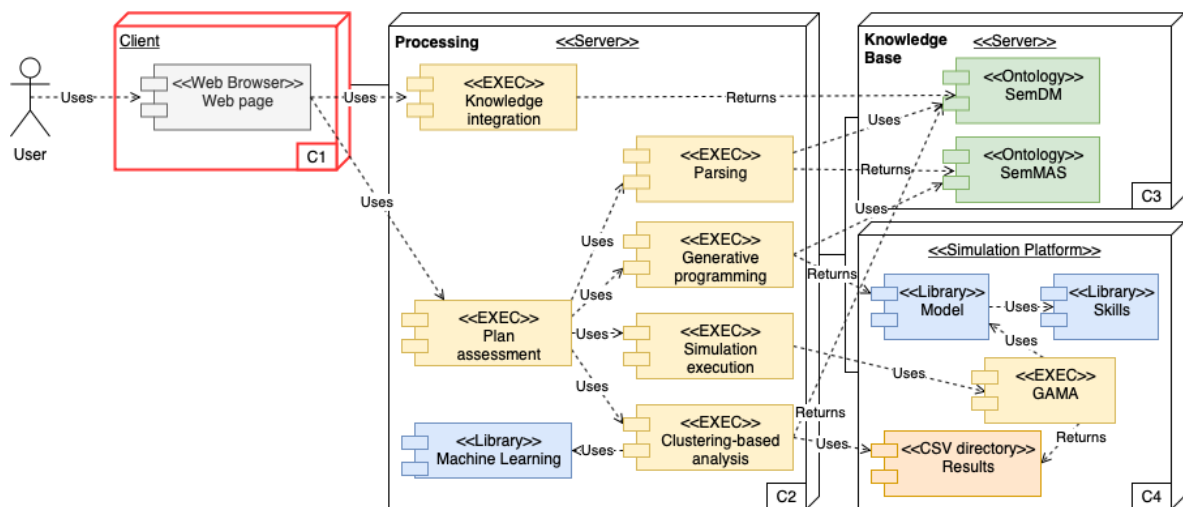 Client
<<Web Browser>>
Web page
C1
User
Uses
Uses
Uses
Processing
<<Server>>
<<EXEC>>
Knowledge
integration
Returns
<<EXEC>>
Parsing
Uses
Returns
<<EXEC>>
Generative
programming
Uses
Uses
Uses
Returns
<<EXEC>>
Plan
assessment
Uses
<<EXEC>>
Simulation
execution
Uses
Uses
<<Library>>
Machine Learning
Uses
<<EXEC>>
Clustering-based
analysis
Returns
Uses
C2
Knowledge
Base
<<Server>>
<<Ontology>>
SemDM
<<Ontology>>
SemMAS
C3
<<Simulation Platform>>
<<Library>>
Model
Uses
<<Library>>
Skills
Uses
<<EXEC>>
GAMA
Returns
<<CSV directory>>
Results
C4